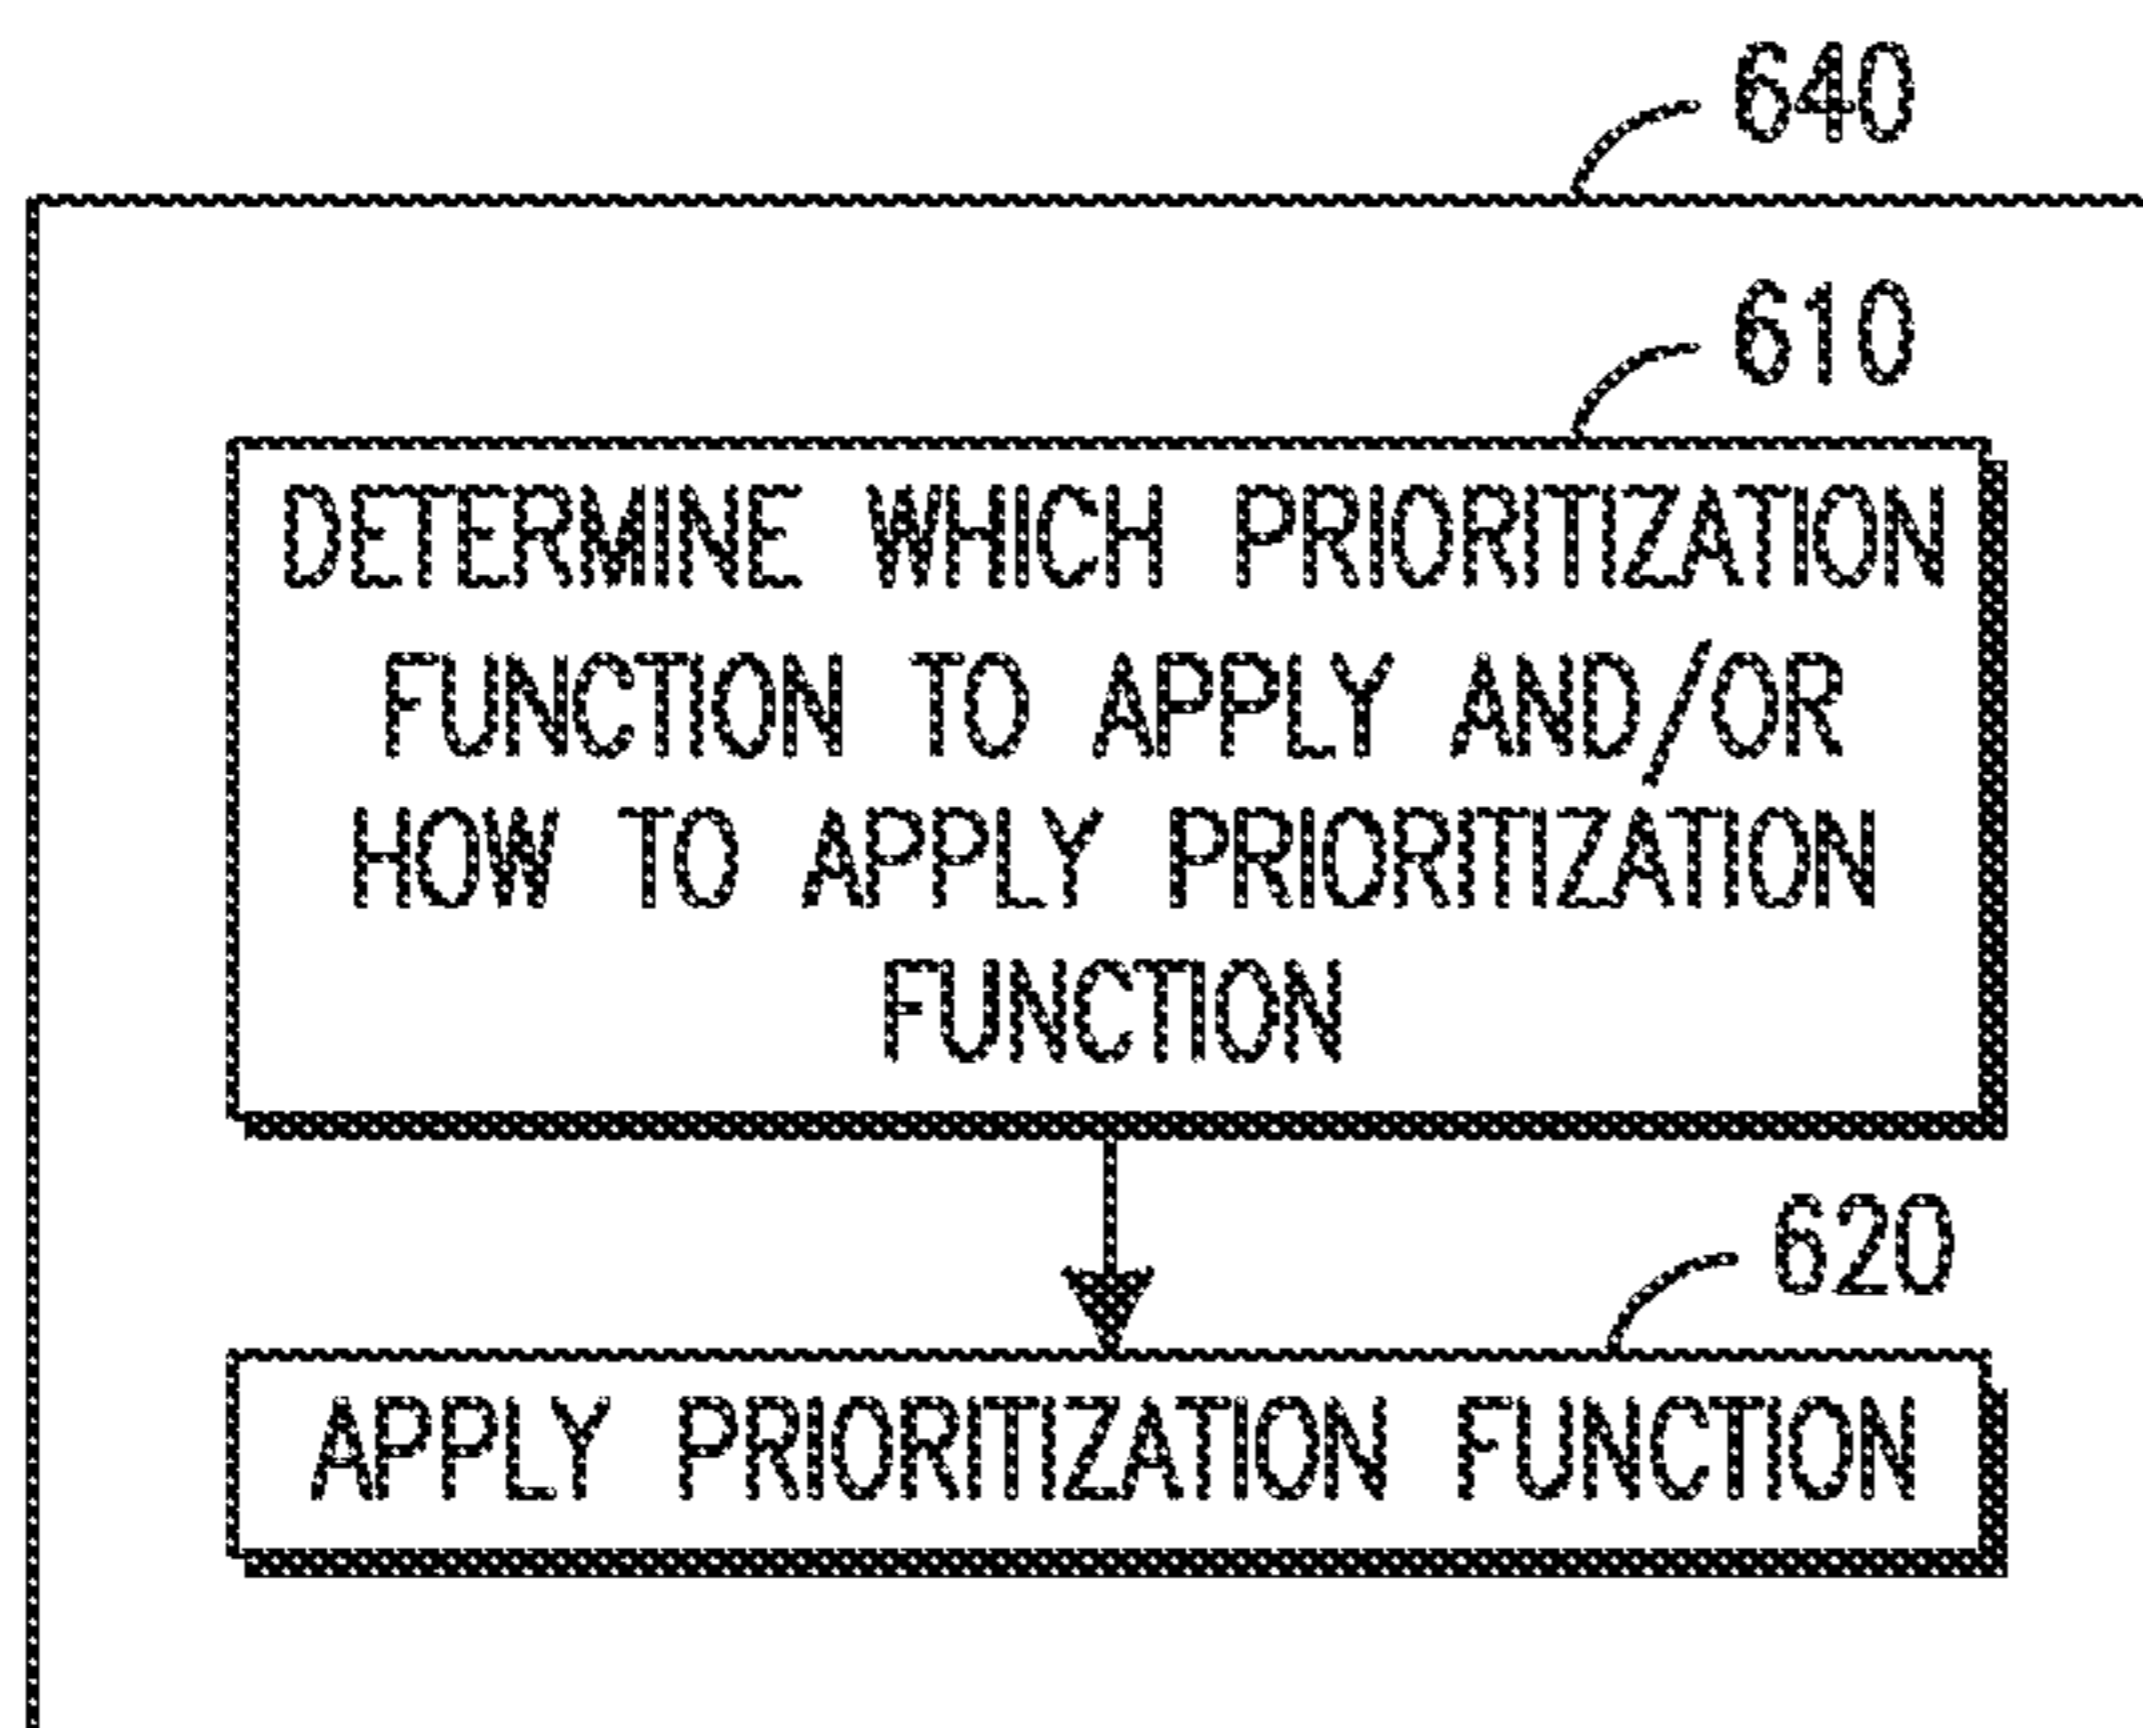 640
610
DETERMINE WHICH PRIORITIZATION
FUNCTION TO APPLY AND/OR
HOW TO APPLY PRIORITIZATION
FUNCTION
620
APPLY PRIORITIZATION FUNCTION